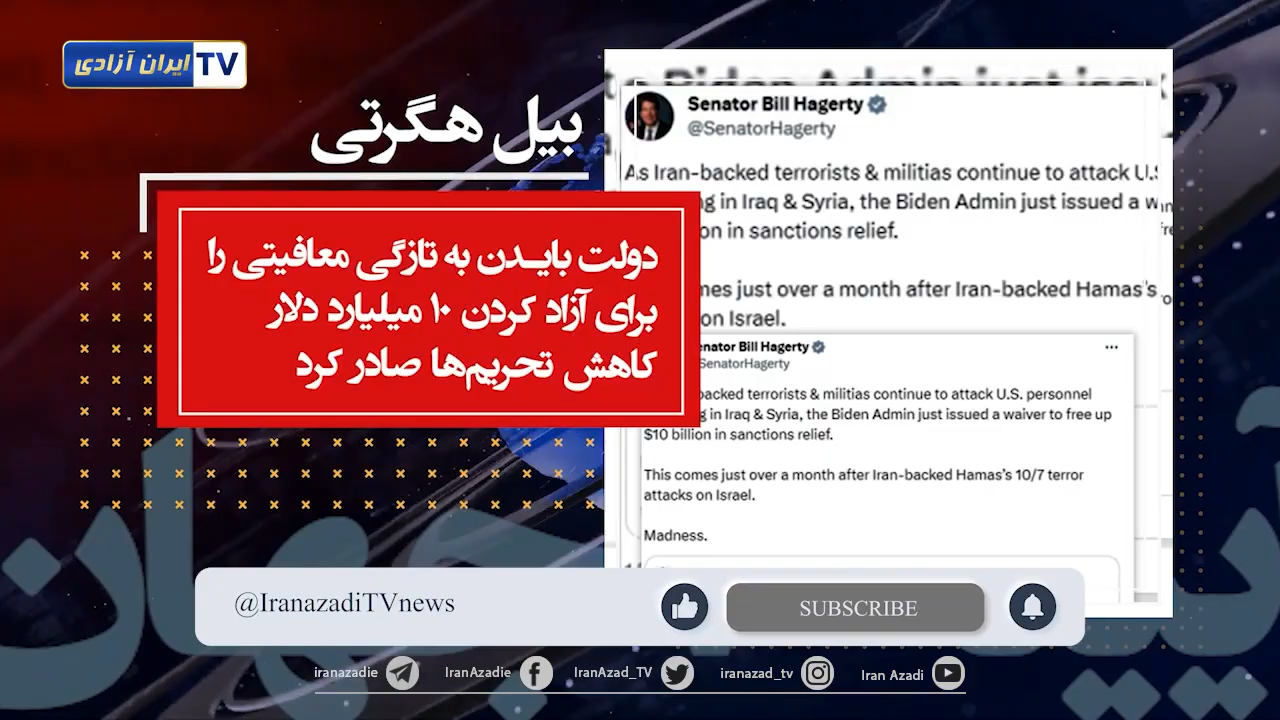 ایران آزادی TV
بیل هگرتی
دولت بایدن به تازگی معافیتی را
برای آزاد کردن ۱۰ میلیارد دلار
کاهش تحریم‌ها صادر کرد
Senator Bill Hagerty
@SenatorHagerty
As Iran-backed terrorists & militias continue to attack U.S
in Iraq & Syria, the Biden Admin just issued a
in sanctions relief.
just over a month after Iran-backed Hamas's
on Israel.
Bill Hagerty
SenatorHagerty
terrorists & militias continue to attack U.S. personnel
in Iraq & Syria, the Biden Admin just issued a waiver to free up
$10 billion in sanctions relief.
This comes just over a month after Iran-backed Hamas's 10/7 terror
attacks on Israel.
Madness.
@IranazadiTVnews
SUBSCRIBE
iranazadie
IranAzadie
IranAzad_TV
iranazad_tv
Iran Azadi